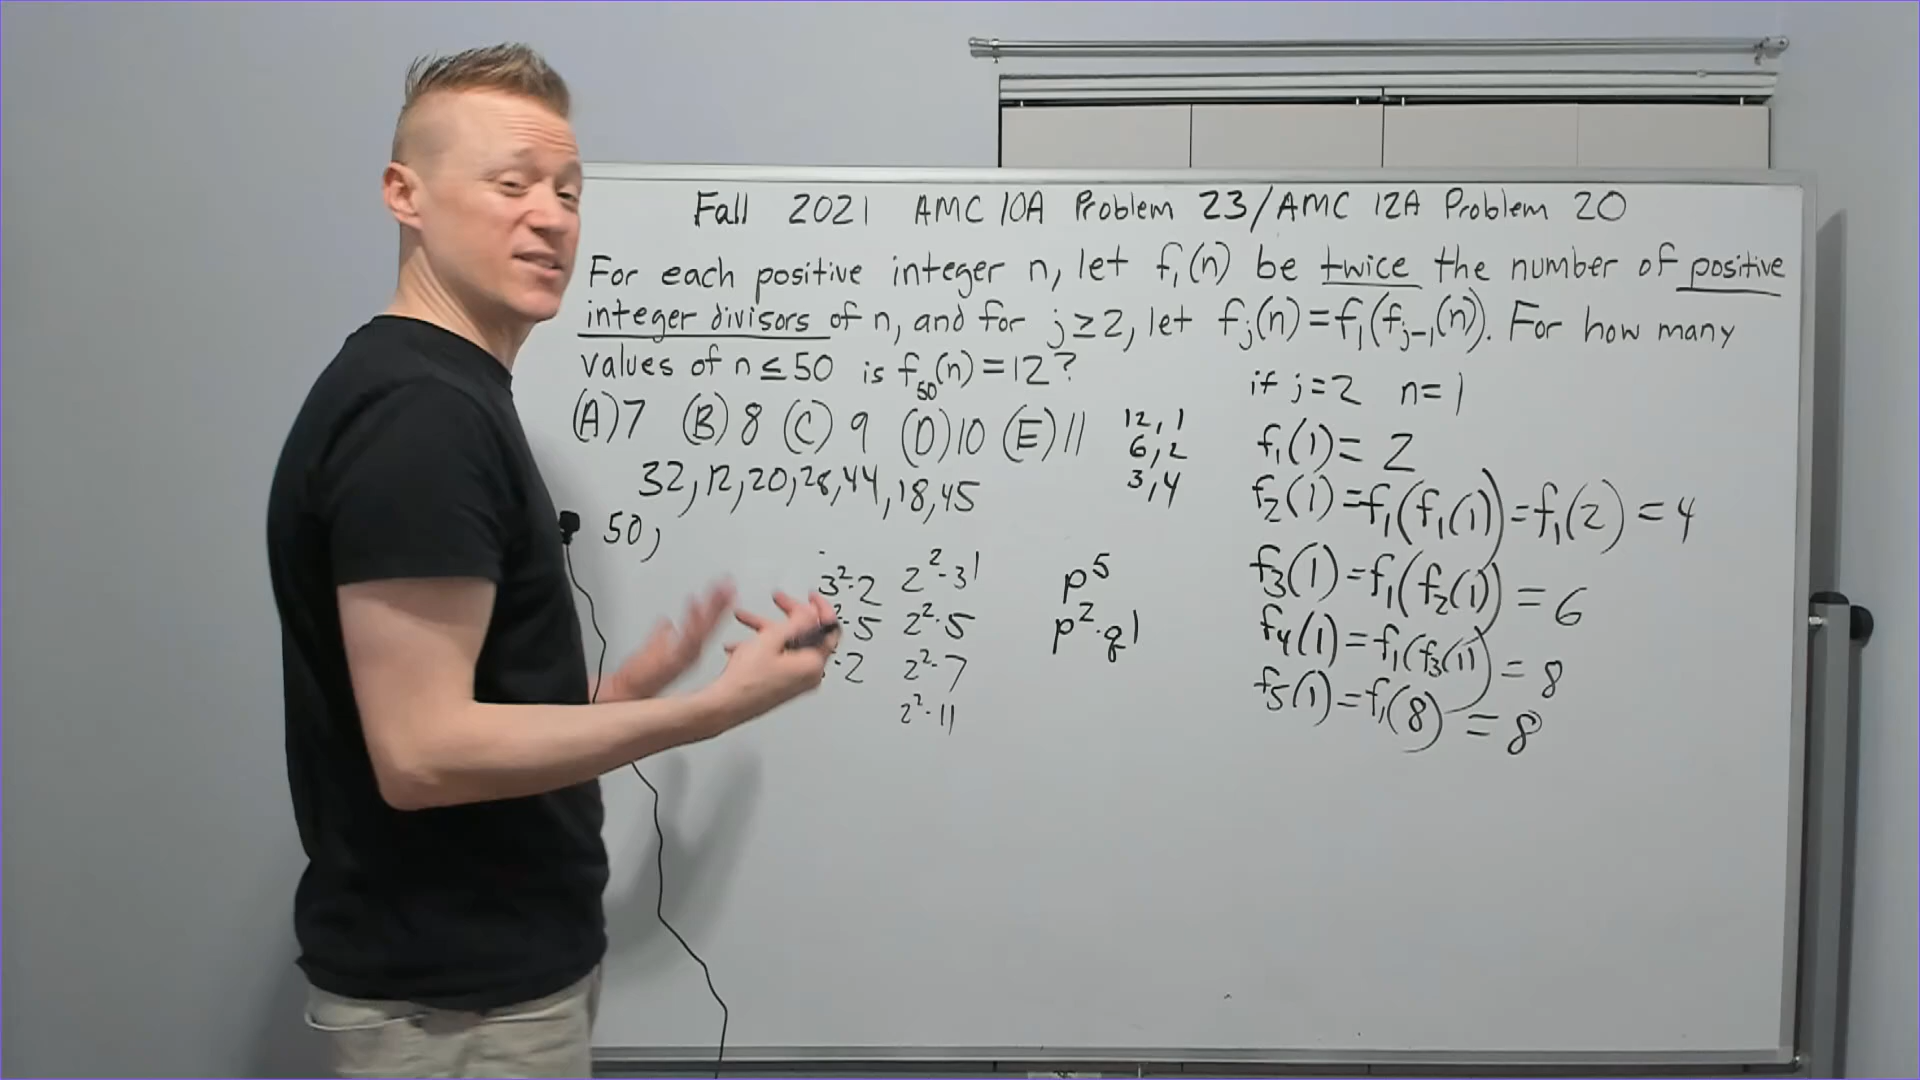 Fall 2021 AMC 10A Problem 23/AMC 12A Problem 20
For each positive integer n, let f₁(n) be twice the number of positive
integer divisors of n, and for j≥2, let fⱼ(n)=f₁(fⱼ₋₁(n)). For how many
values of n≤50 is f₅₀(n)=12?
(A)7 (B)8 (C)9 (D)10 (E)11
32,12,20,28,44,18,45
50,
12,1
6,2
3,4
3²·2 2²·3¹
·5 2²·5
·2 2²·7
2²·11
p⁵
p²·q¹
if j=2 n=1
f₁(1)=2
f₂(1)=f₁(f₁(1))=f₁(2)=4
f₃(1)=f₁(f₂(1))=6
f₄(1)=f₁(f₃(1))=8
f₅(1)=f₁(8)=8